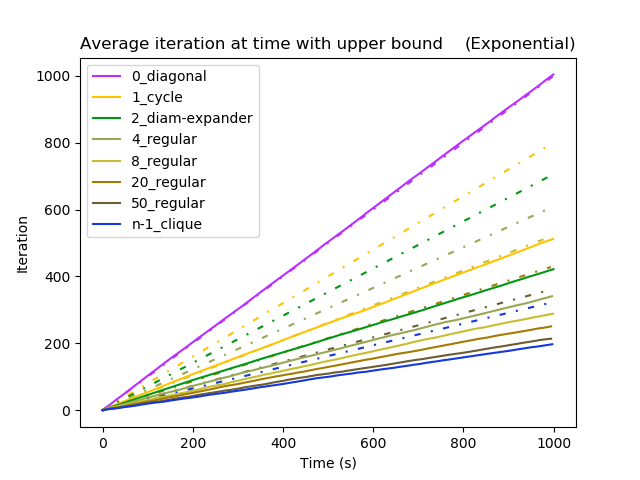 Average iteration at time with upper bound (Exponential)
0_diagonal
1_cycle
2_diam-expander
4_regular
8_regular
20_regular
50_regular
n-1_clique
Iteration
1000
800
600
400
200
0
0 200 400 600 800 1000
Time (s)